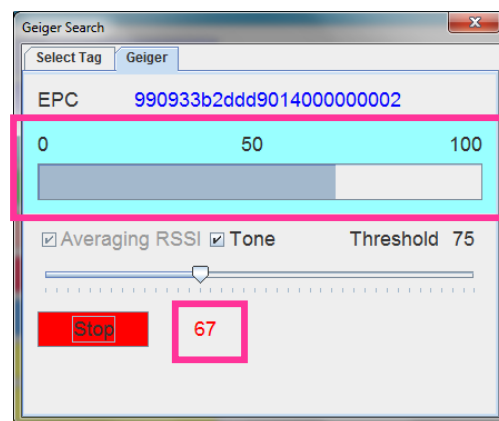 Geiger Search
Select Tag Geiger
EPC 990933b2ddd9014000000002
0 50 100
Averaging RSSI Tone Threshold 75
Stop 67